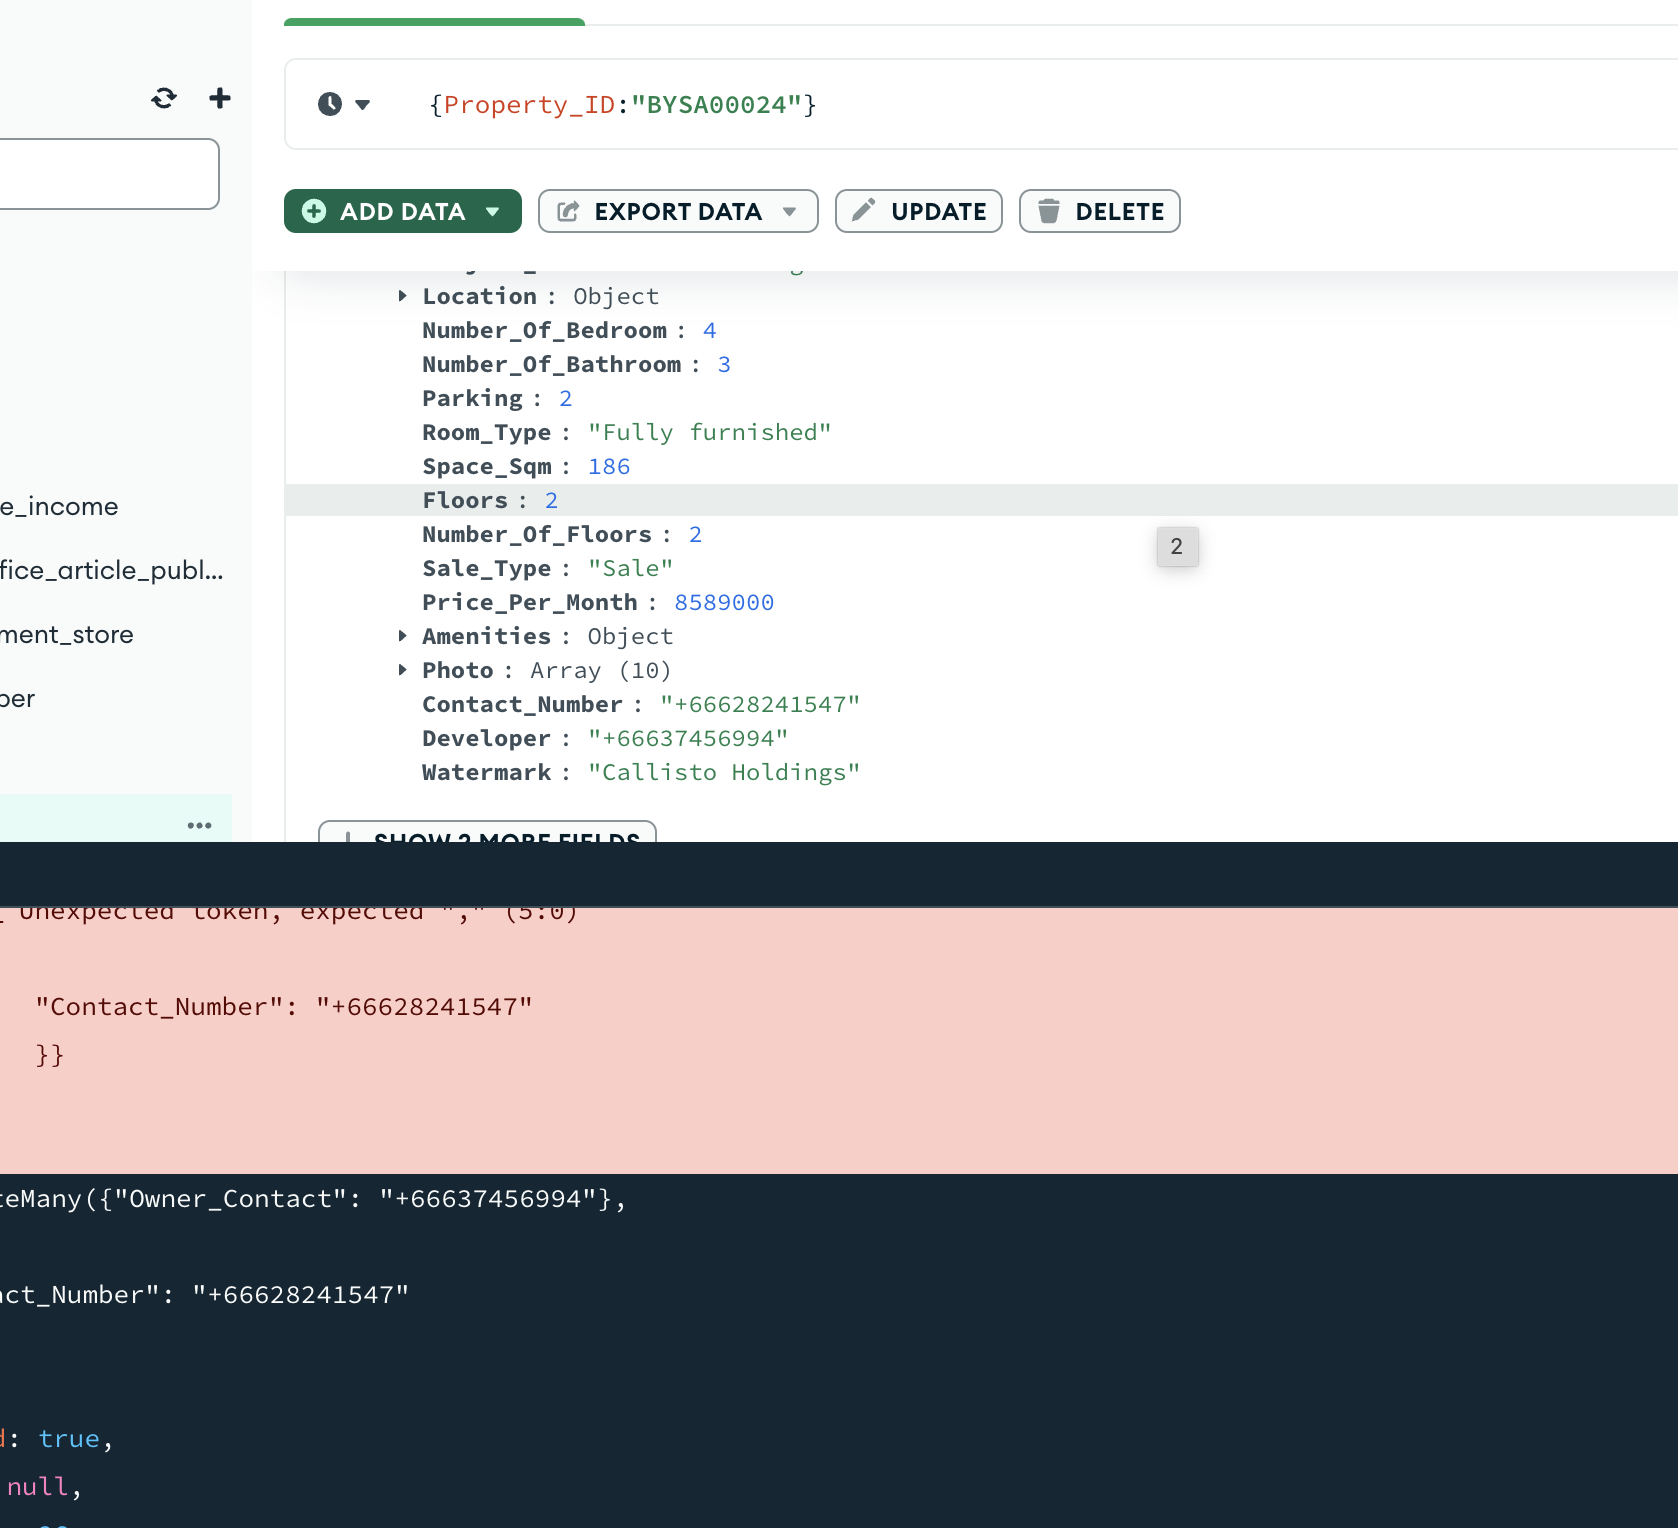 {Property_ID:"BYSA00024"}
ADD DATA
EXPORT DATA
UPDATE
DELETE
Location : Object
Number_Of_Bedroom : 4
Number_Of_Bathroom : 3
Parking : 2
Room_Type : "Fully furnished"
Space_Sqm : 186
Floors : 2
Number_Of_Floors : 2
2
Sale_Type : "Sale"
Price_Per_Month : 8589000
Amenities : Object
Photo : Array (10)
Contact_Number : "+66628241547"
Developer : "+66637456994"
Watermark : "Callisto Holdings"
SHOW 2 MORE FIELDS
e_income
fice_article_publ...
ment_store
ber
Unexpected token, expected "," (5:0)
"Contact_Number": "+66628241547"
}}
teMany({"Owner_Contact": "+66637456994"},
act_Number": "+66628241547"
d: true,
null,